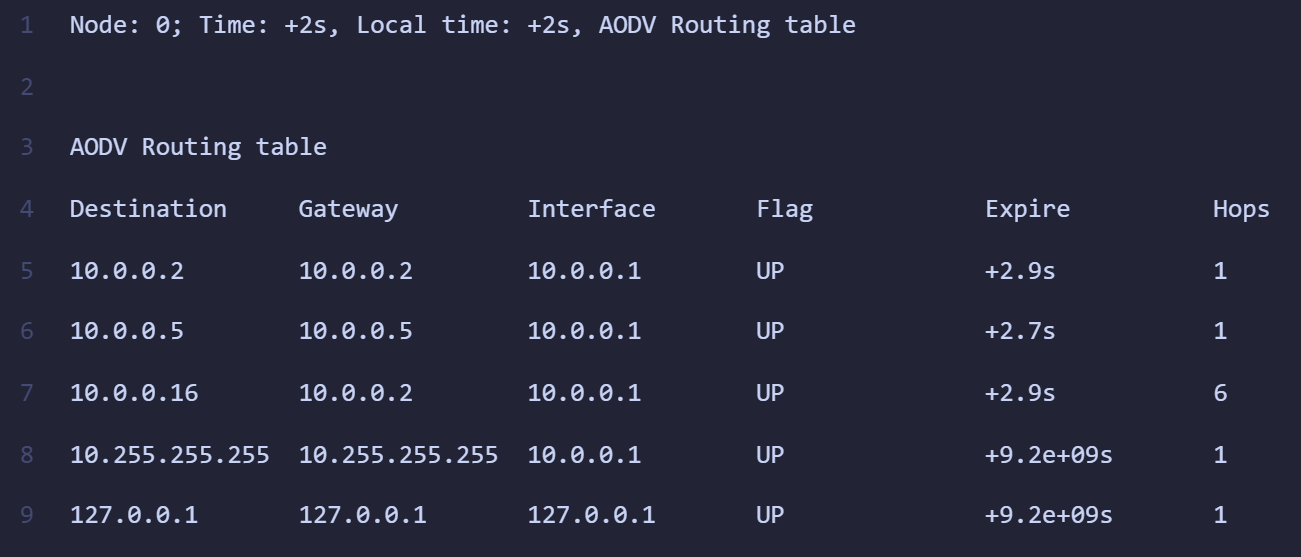 1 Node: 0; Time: +2s, Local time: +2s, AODV Routing table
2
3 AODV Routing table
4 Destination Gateway Interface Flag Expire Hops
5 10.0.0.2 10.0.0.2 10.0.0.1 UP +2.9s 1
6 10.0.0.5 10.0.0.5 10.0.0.1 UP +2.7s 1
7 10.0.0.16 10.0.0.2 10.0.0.1 UP +2.9s 6
8 10.255.255.255 10.255.255.255 10.0.0.1 UP +9.2e+09s 1
9 127.0.0.1 127.0.0.1 127.0.0.1 UP +9.2e+09s 1